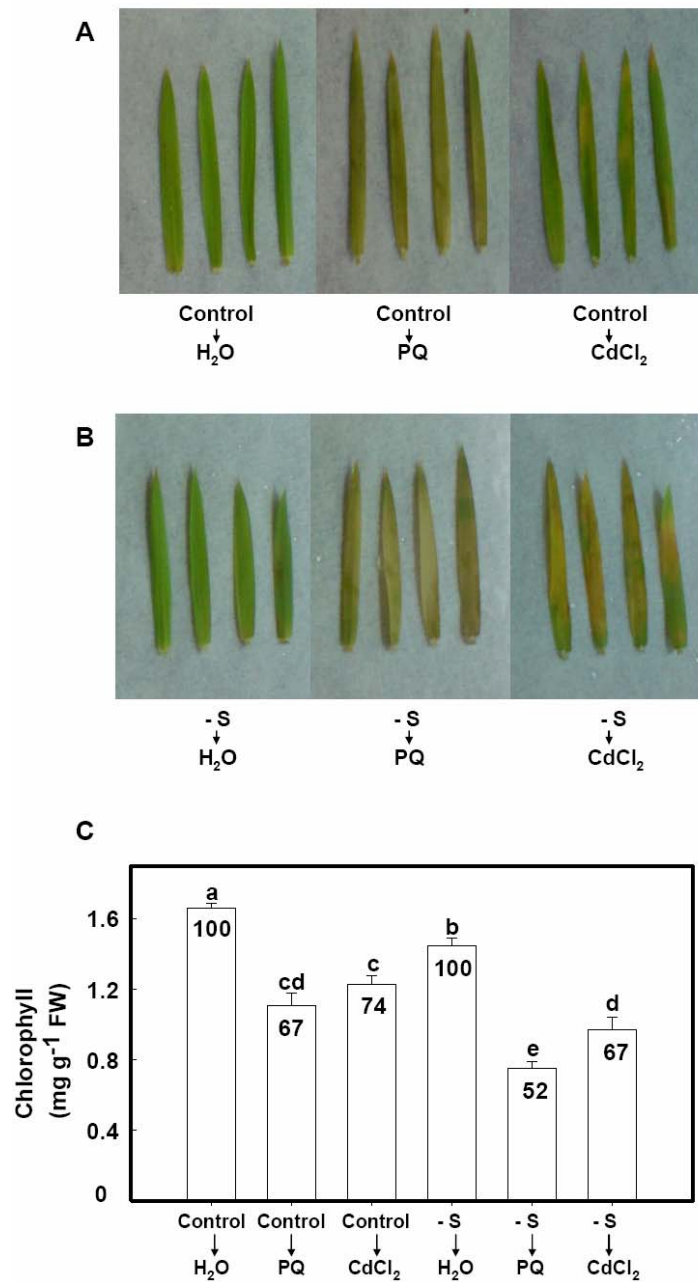 A
Control Control Control
↓ ↓ ↓
H₂O PQ CdCl₂
B
- S - S - S
↓ ↓ ↓
H₂O PQ CdCl₂
C
Chlorophyll
(mg g⁻¹ FW)
1.6
1.2
0.8
0.4
0
a cd c b e d
100 67 74 100 52 67
Control Control Control - S - S - S
↓ ↓ ↓ ↓ ↓ ↓
H₂O PQ CdCl₂ H₂O PQ CdCl₂